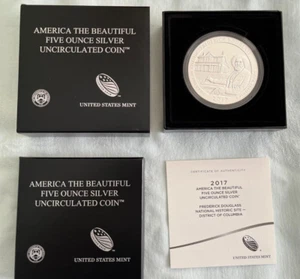 AMERICA THE BEAUTIFUL
FIVE OUNCE SILVER
UNCIRCULATED COIN™
UNITED STATES MINT
AMERICA THE BEAUTIFUL
FIVE OUNCE SILVER
UNCIRCULATED COIN™
UNITED STATES MINT
CERTIFICATE OF AUTHENTICITY
2017
AMERICA THE BEAUTIFUL
FIVE OUNCE SILVER
UNCIRCULATED COIN™
FREDERICK DOUGLASS
NATIONAL HISTORIC SITE —
DISTRICT OF COLUMBIA